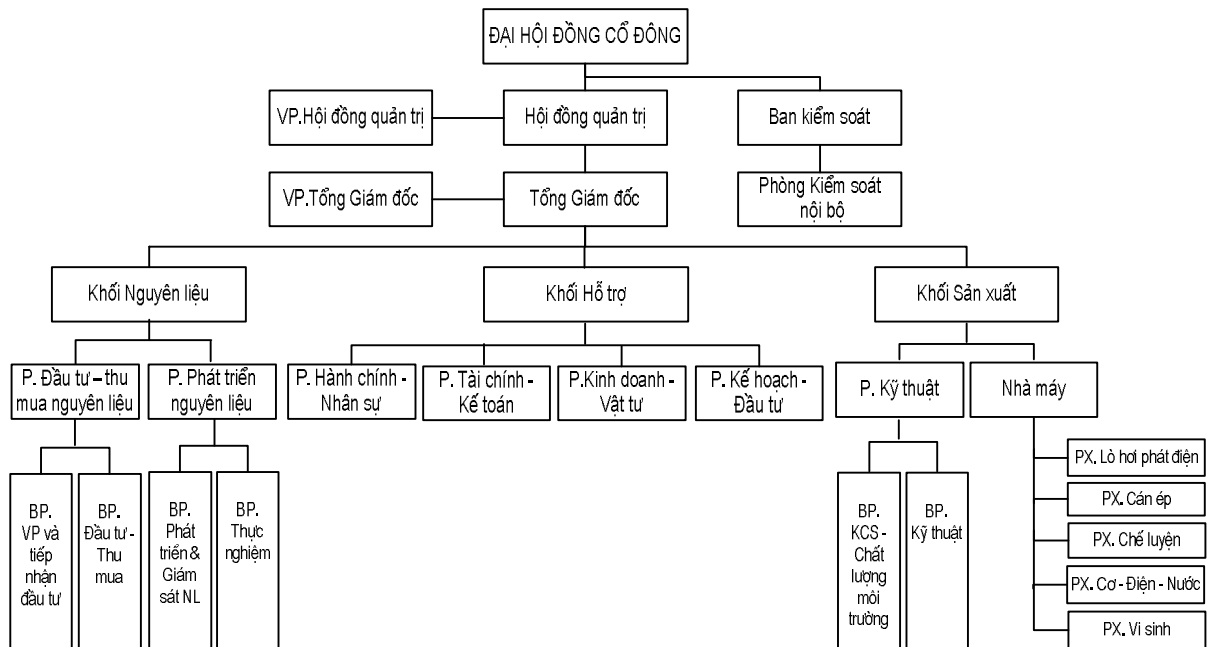 ĐẠI HỘI ĐỒNG CỔ ĐÔNG
VP.Hội đồng quản trị
Hội đồng quản trị
Ban kiểm soát
VP.Tổng Giám đốc
Tổng Giám đốc
Phòng Kiểm soát
nội bộ
Khối Nguyên liệu
Khối Hỗ trợ
Khối Sản xuất
P. Đầu tư – thu
mua nguyên liệu
P. Phát triển
nguyên liệu
P. Hành chính -
Nhân sự
P. Tài chính -
Kế toán
P.Kinh doanh -
Vật tư
P. Kế hoạch -
Đầu tư
P. Kỹ thuật
Nhà máy
BP.
VP và
tiếp
nhận
đầu tư
BP.
Đầu tư -
Thu
mua
BP.
Phát
triển &
Giám
sát NL
BP.
Thực
nghiệm
BP.
KCS -
Chất
lượng
môi
trường
BP.
Kỹ thuật
PX. Lò hơi phát điện
PX. Cán ép
PX. Chế luyện
PX. Cơ - Điện - Nước
PX. Vi sinh